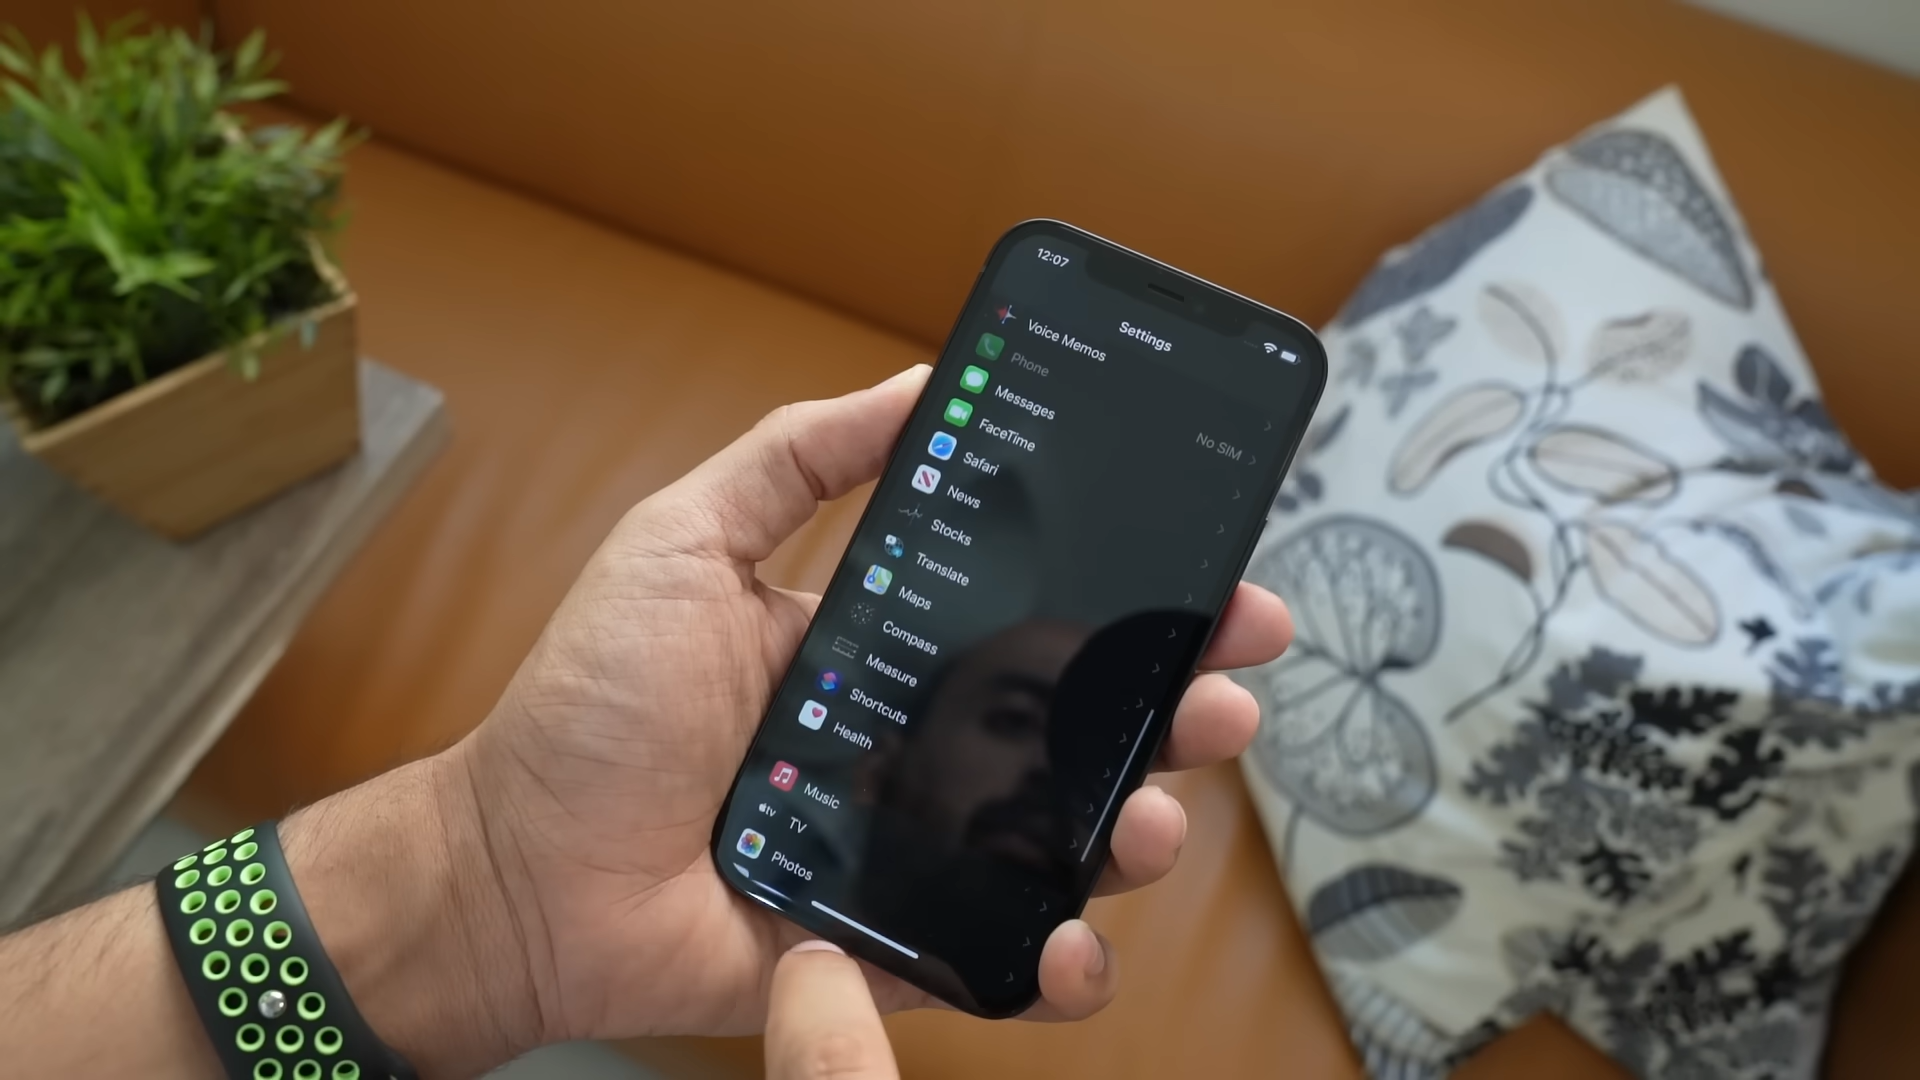 12:07
Settings
Voice Memos
Phone
No SIM
Messages
FaceTime
Safari
News
Stocks
Translate
Maps
Compass
Measure
Shortcuts
Health
Music
tv TV
Photos